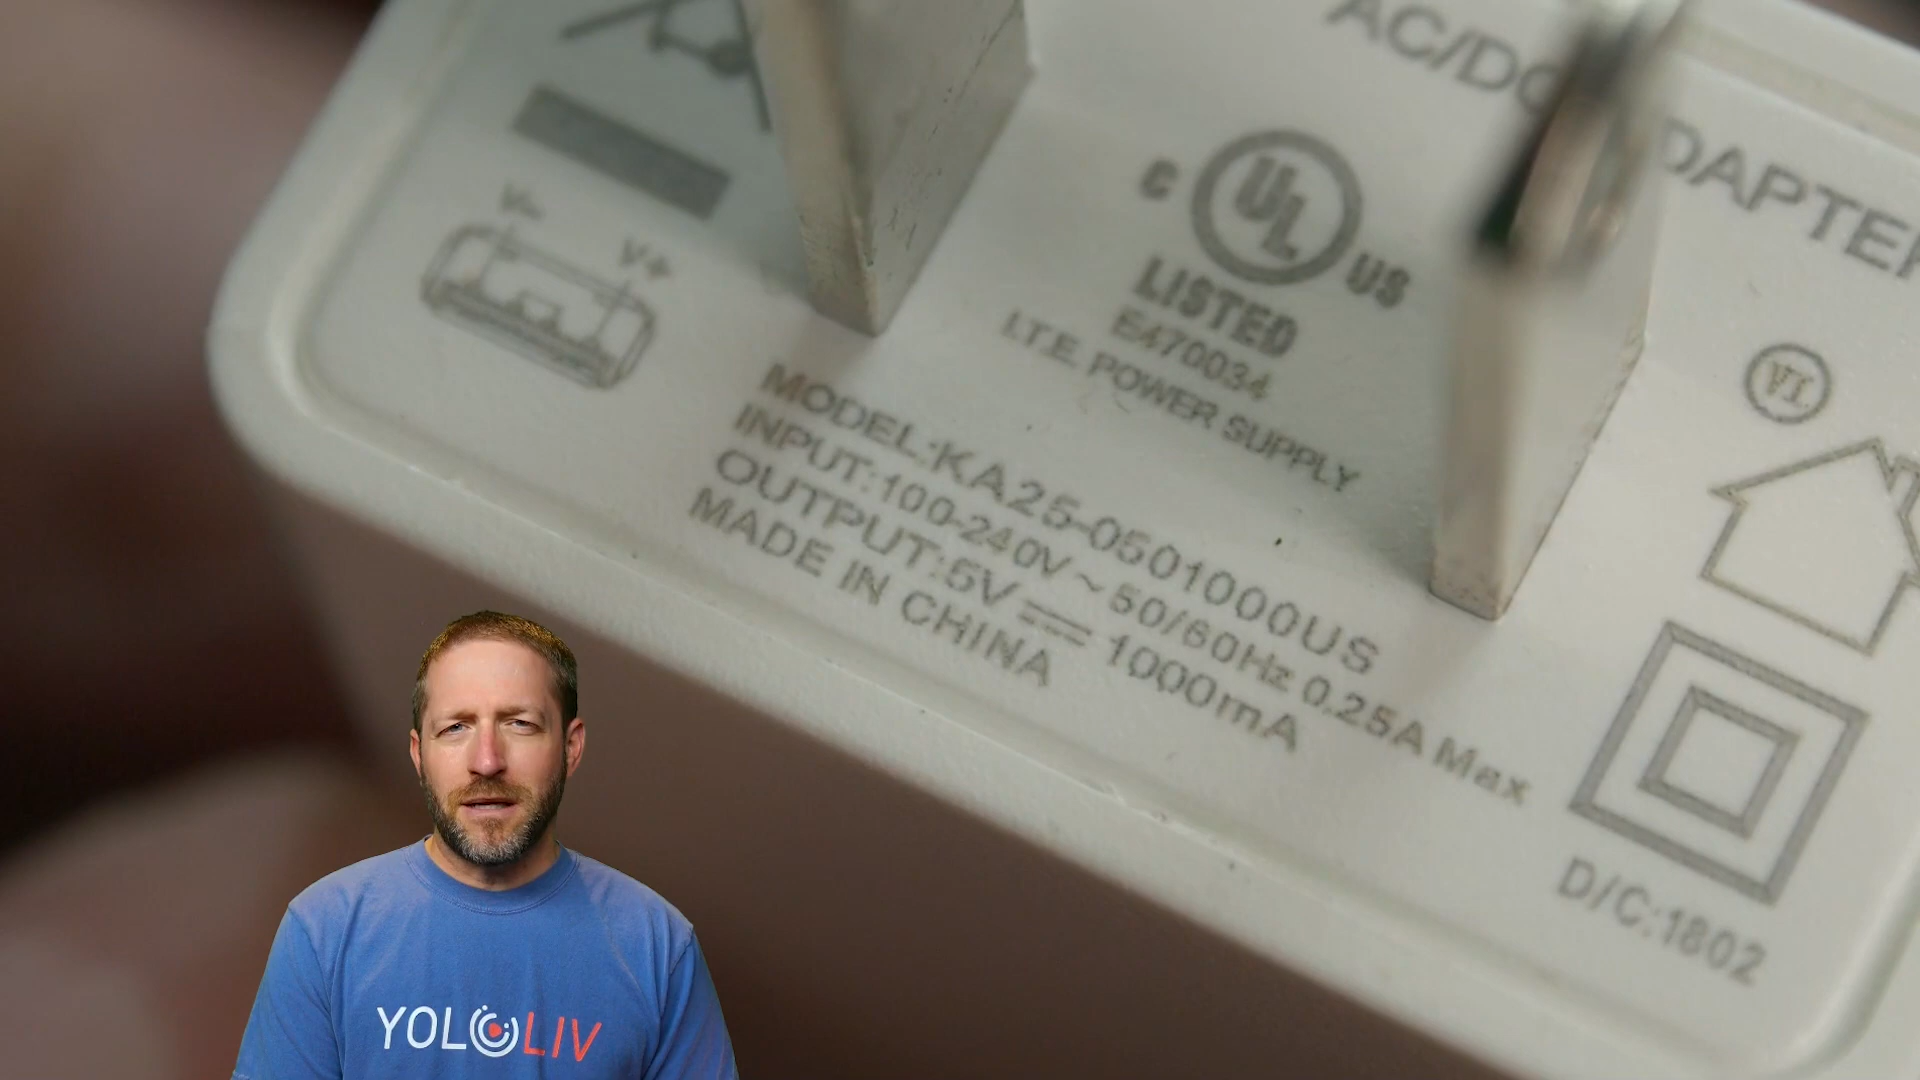 AC/DC ADAPTER
V-
V+
C UL US
LISTED
E470034
I.T.E. POWER SUPPLY
MODEL:KA25-0501000US
INPUT:100-240V ~ 50/60Hz 0.25A Max
OUTPUT:5V ⎓ 1000mA
MADE IN CHINA
VI
D/C:1802
YOLOLIV